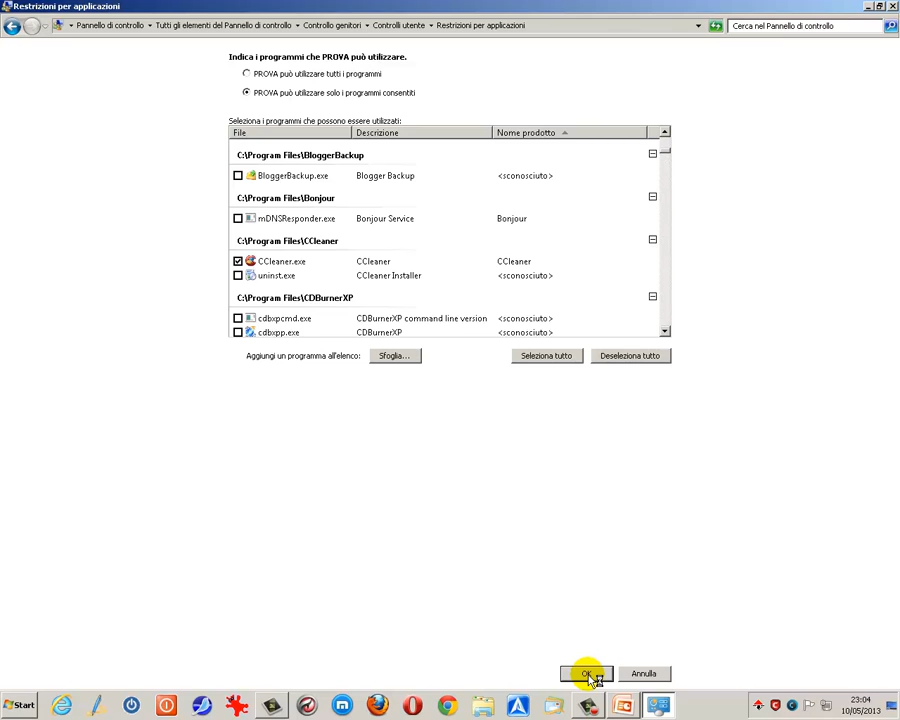 Restrizioni per applicazioni
Pannello di controllo
Tutti gli elementi del Pannello di controllo
Controllo genitori
Controlli utente
Restrizioni per applicazioni
Cerca nel Pannello di controllo
Indica i programmi che PROVA può utilizzare.
PROVA può utilizzare tutti i programmi
PROVA può utilizzare solo i programmi consentiti
Seleziona i programmi che possono essere utilizzati:
File Descrizione Nome prodotto
C:\Program Files\BloggerBackup
BloggerBackup.exe Blogger Backup <sconosciuto>
C:\Program Files\Bonjour
mDNSResponder.exe Bonjour Service Bonjour
C:\Program Files\CCleaner
CCleaner.exe CCleaner CCleaner
uninst.exe CCleaner Installer <sconosciuto>
C:\Program Files\CDBurnerXP
cdbxpcmd.exe CDBurnerXP command line version <sconosciuto>
cdbxpp.exe CDBurnerXP <sconosciuto>
Aggiungi un programma all'elenco: Sfoglia... Seleziona tutto Deseleziona tutto
OK Annulla
Start
23:04
10/05/2013